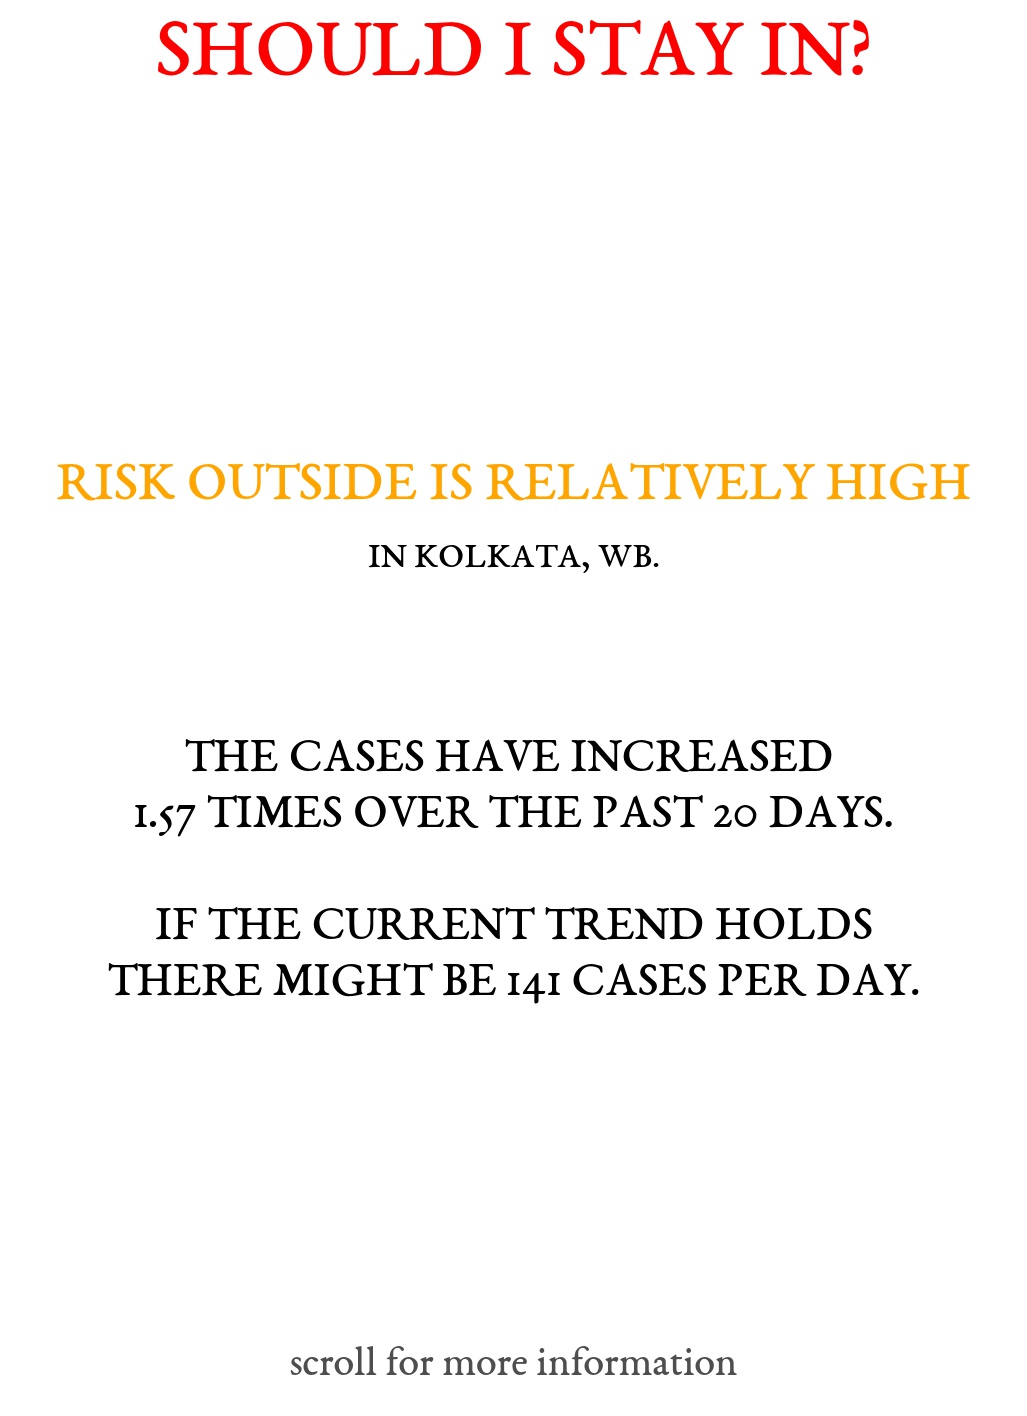 SHOULD I STAY IN?
RISK OUTSIDE IS RELATIVELY HIGH
IN KOLKATA, WB.
THE CASES HAVE INCREASED
1.57 TIMES OVER THE PAST 20 DAYS.
IF THE CURRENT TREND HOLDS
THERE MIGHT BE 141 CASES PER DAY.
scroll for more information